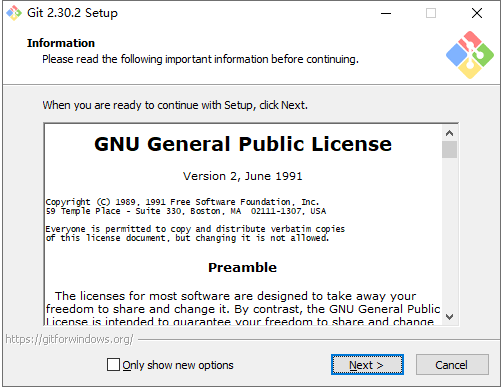 Git 2.30.2 Setup
Information
Please read the following important information before continuing.
When you are ready to continue with Setup, click Next.
GNU General Public License
Version 2, June 1991
Copyright (C) 1989, 1991 Free Software Foundation, Inc.
59 Temple Place - Suite 330, Boston, MA  02111-1307, USA
Everyone is permitted to copy and distribute verbatim copies
of this license document, but changing it is not allowed.
Preamble
The licenses for most software are designed to take away your
freedom to share and change it. By contrast, the GNU General Public
License is intended to guarantee your freedom to share and change
https://gitforwindows.org/
Only show new options
Next >
Cancel